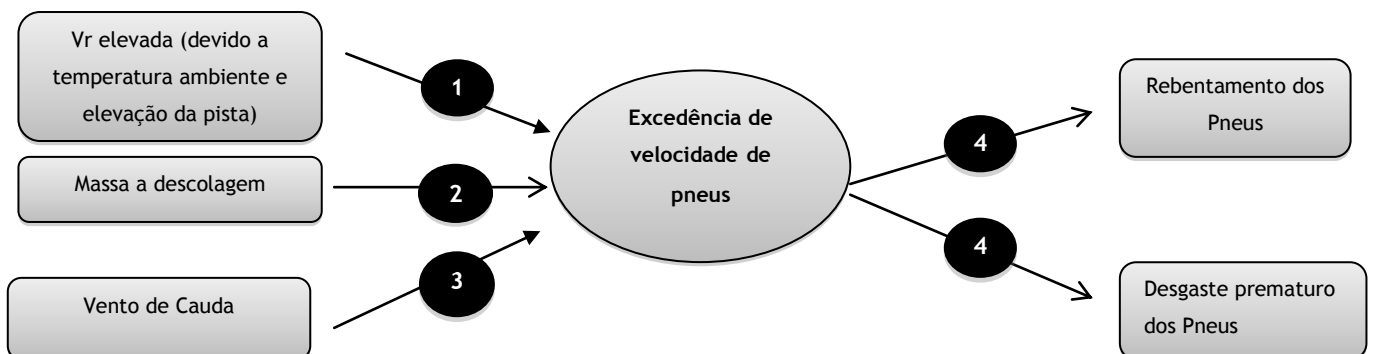 Vr elevada (devido a
temperatura ambiente e
elevação da pista)
1
Massa a descolagem
2
Vento de Cauda
3
Excedência de
velocidade de
pneus
4
Rebentamento dos
Pneus
4
Desgaste prematuro
dos Pneus